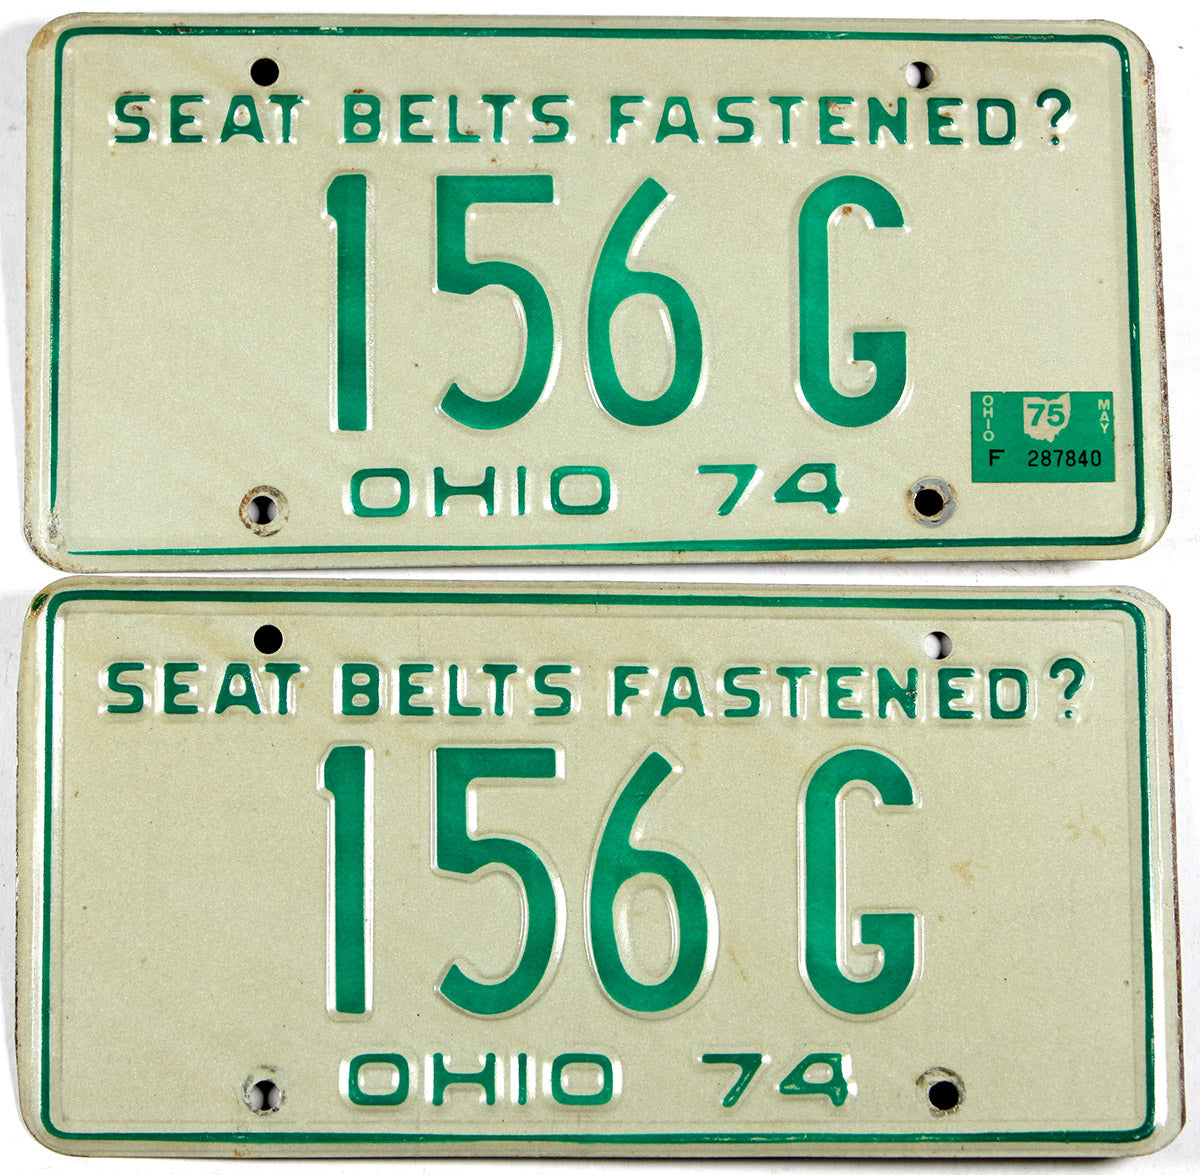 SEAT BELTS FASTENED?
156 G
OHIO 75 MAY
F 287840
OHIO 74
SEAT BELTS FASTENED?
156 G
OHIO 74